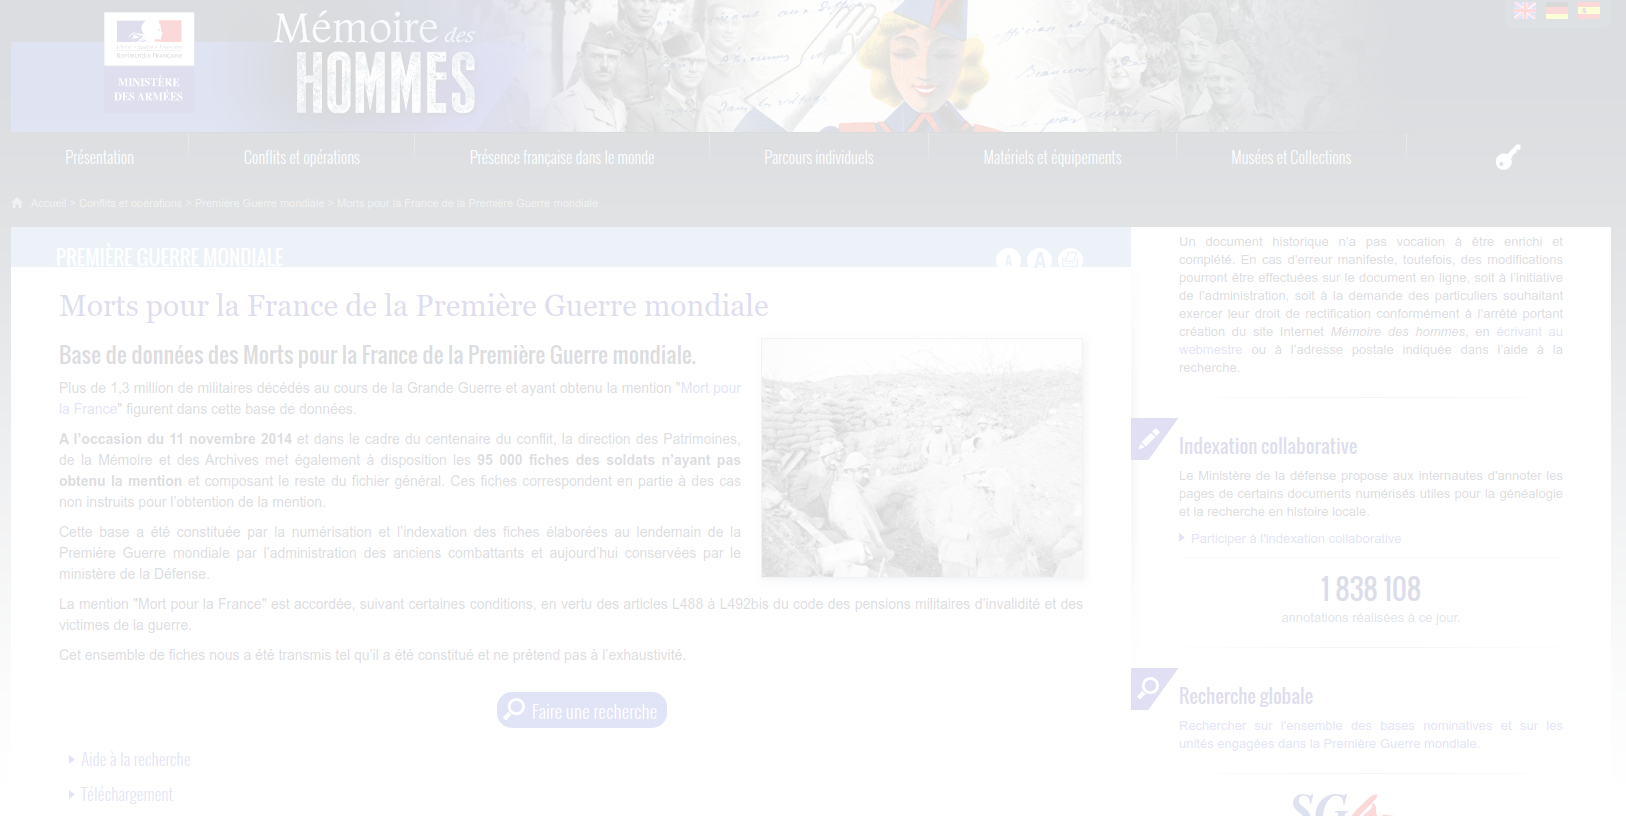 Mémoire des
HOMMES
MINISTÈRE
DES ARMÉES
Présentation
Conflits et opérations
Présence française dans le monde
Parcours individuels
Matériels et équipements
Musées et Collections
Accueil > Conflits et opérations > Première Guerre mondiale > Morts pour la France de la Première Guerre mondiale
PREMIÈRE GUERRE MONDIALE
A A
Morts pour la France de la Première Guerre mondiale
Base de données des Morts pour la France de la Première Guerre mondiale.
Plus de 1,3 million de militaires décédés au cours de la Grande Guerre et ayant obtenu la mention "Mort pour
la France" figurent dans cette base de données.
A l'occasion du 11 novembre 2014 et dans le cadre du centenaire du conflit, la direction des Patrimoines,
de la Mémoire et des Archives met également à disposition les 95 000 fiches des soldats n'ayant pas
obtenu la mention et composant le reste du fichier général. Ces fiches correspondent en partie à des cas
non instruits pour l'obtention de la mention.
Cette base a été constituée par la numérisation et l'indexation des fiches élaborées au lendemain de la
Première Guerre mondiale par l'administration des anciens combattants et aujourd'hui conservées par le
ministère de la Défense.
La mention "Mort pour la France" est accordée, suivant certaines conditions, en vertu des articles L488 à L492bis du code des pensions militaires d'invalidité et des
victimes de la guerre.
Cet ensemble de fiches nous a été transmis tel qu'il a été constitué et ne prétend pas à l'exhaustivité.
Faire une recherche
Aide à la recherche
Téléchargement
Un document historique n'a pas vocation à être enrichi et
complété. En cas d'erreur manifeste, toutefois, des modifications
pourront être effectuées sur le document en ligne, soit à l'initiative
de l'administration, soit à la demande des particuliers souhaitant
exercer leur droit de rectification conformément à l'arrêté portant
création du site Internet Mémoire des hommes, en écrivant au
webmestre ou à l'adresse postale indiquée dans l'aide à la
recherche.
Indexation collaborative
Le Ministère de la défense propose aux internautes d'annoter les
pages de certains documents numérisés utiles pour la généalogie
et la recherche en histoire locale.
Participer à l'indexation collaborative
1 838 108
annotations réalisées à ce jour.
Recherche globale
Rechercher sur l'ensemble des bases nominatives et sur les
unités engagées dans la Première Guerre mondiale.
SGA